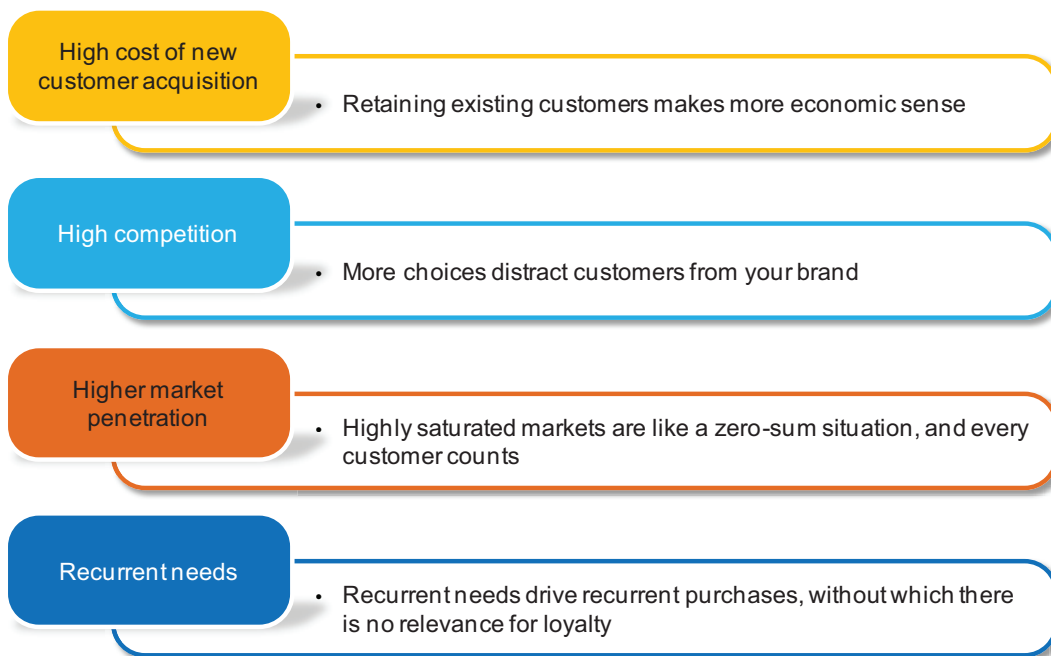 High cost of new
customer acquisition
• Retaining existing customers makes more economic sense
High competition
• More choices distract customers from your brand
Higher market
penetration
• Highly saturated markets are like a zero-sum situation, and every
customer counts
Recurrent needs
• Recurrent needs drive recurrent purchases, without which there
is no relevance for loyalty